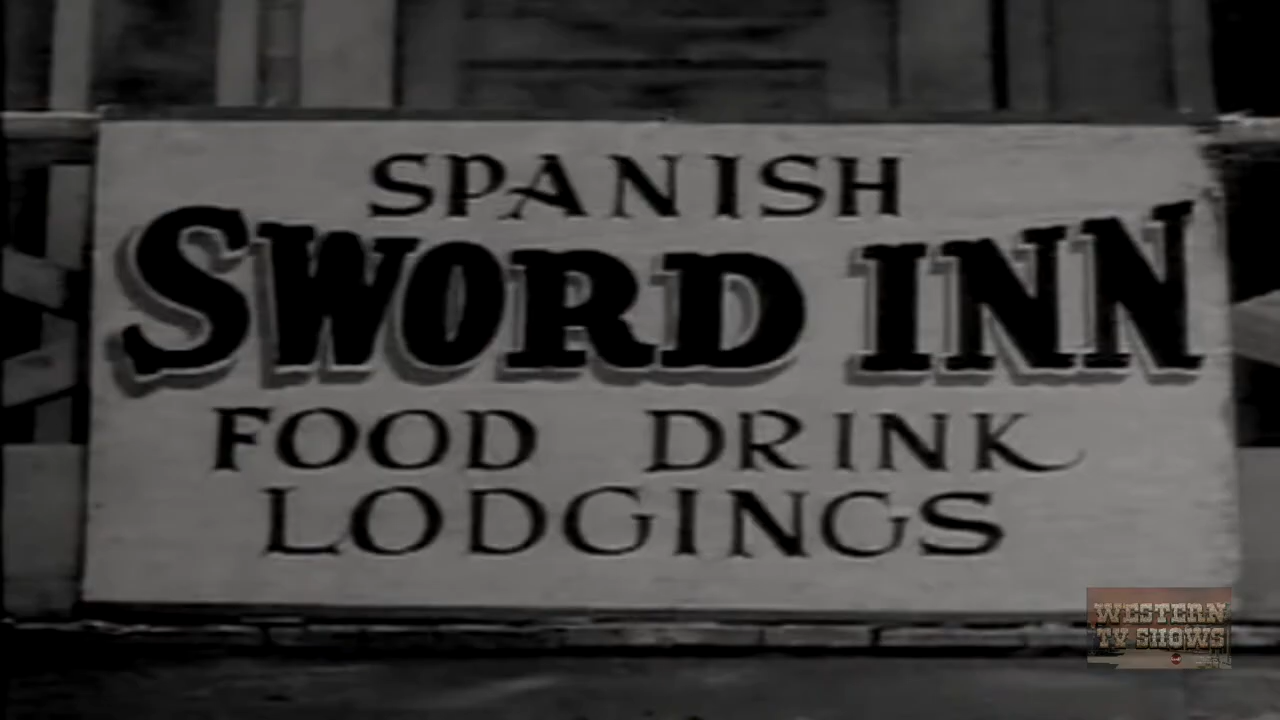 SPANISH
SWORD INN
FOOD DRINK
LODGINGS
WESTERN
TV SHOWS